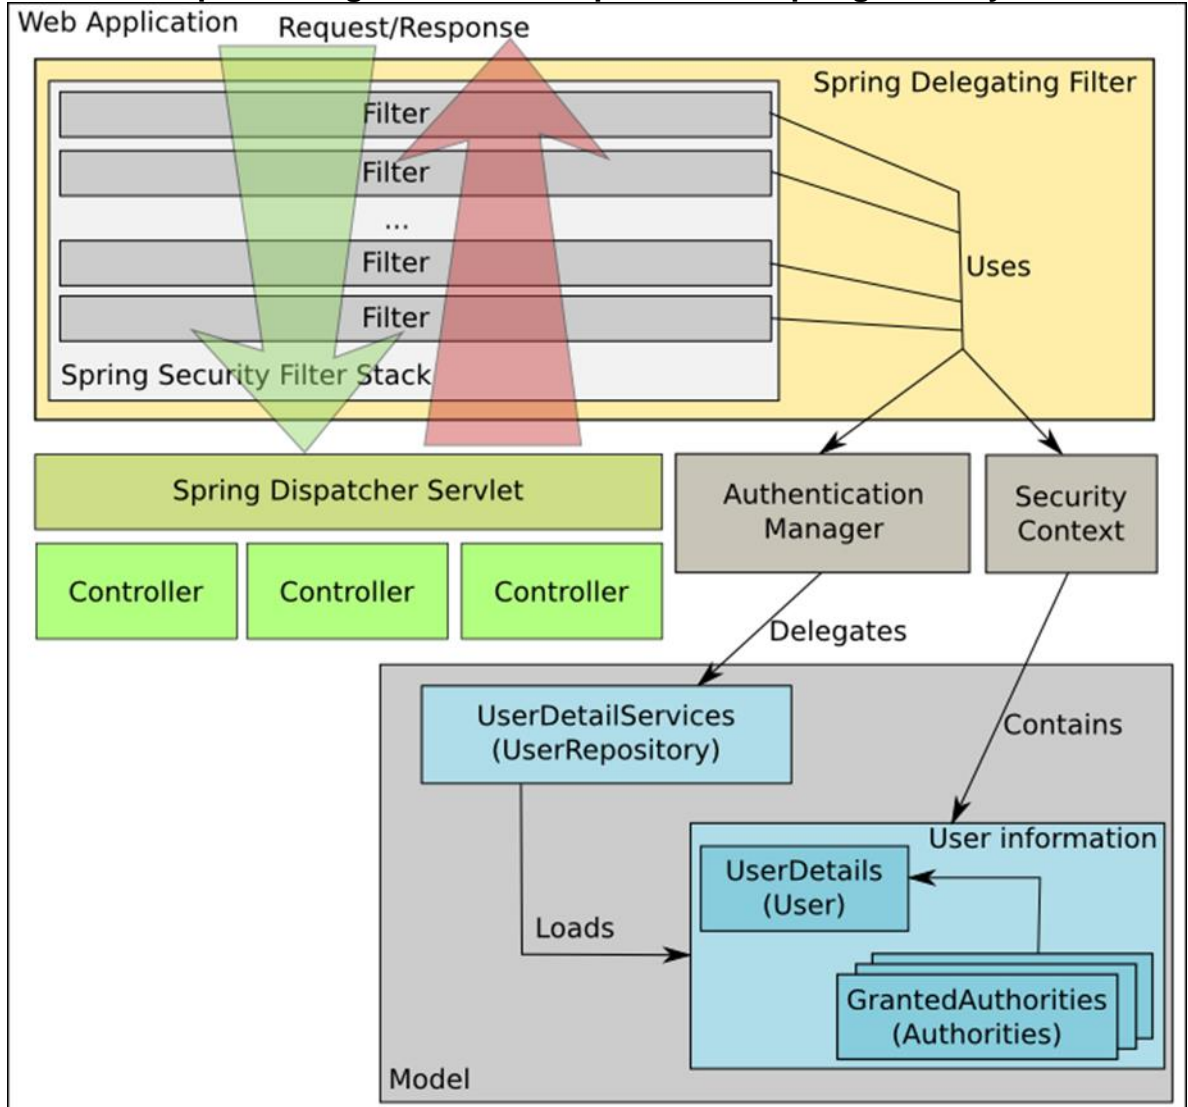 Web Application
Request/Response
Spring Delegating Filter
Filter
Filter
...
Filter
Filter
Uses
Spring Security Filter Stack
Spring Dispatcher Servlet
Authentication
Manager
Security
Context
Controller
Controller
Controller
Delegates
UserDetailServices
(UserRepository)
Contains
User information
UserDetails
(User)
Loads
GrantedAuthorities
(Authorities)
Model